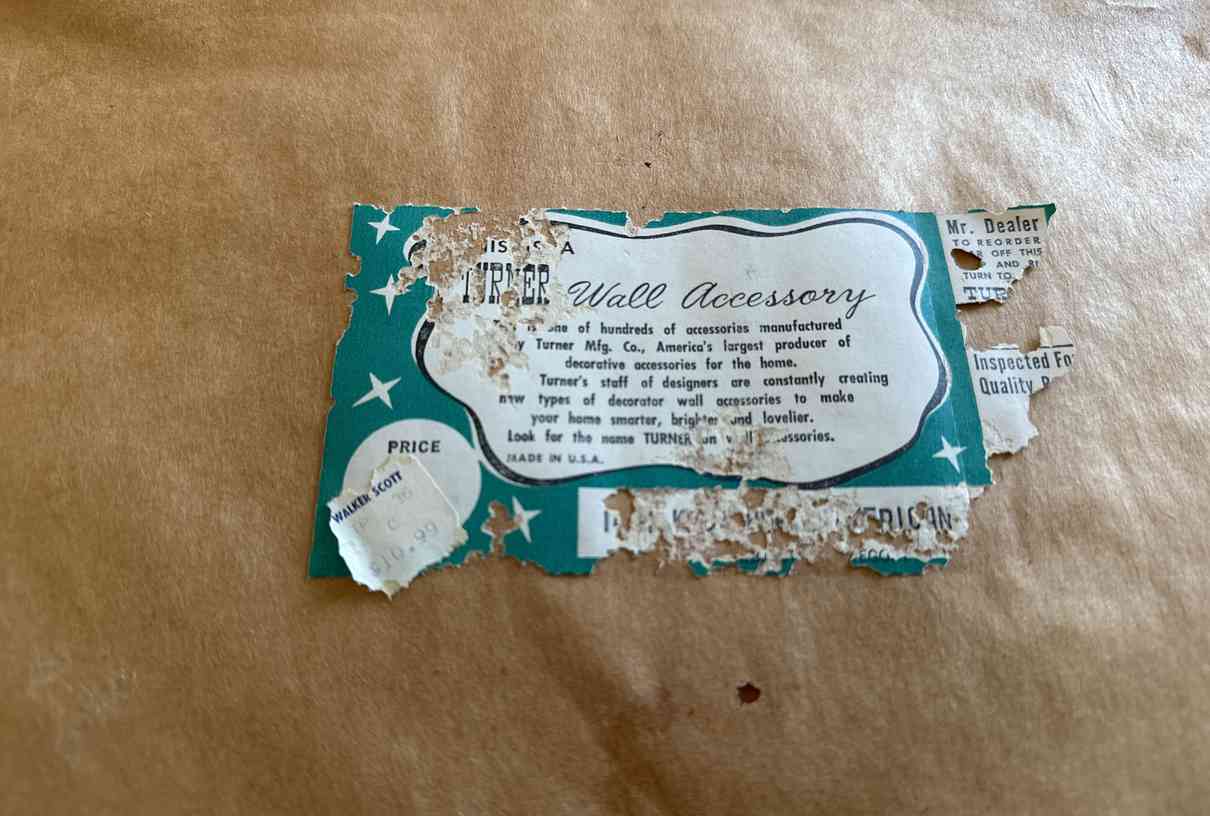 IS A
TURNER Wall Accessory
is one of hundreds of accessories manufactured
Turner Mfg. Co., America's largest producer of
decorative accessories for the home.
Turner's staff of designers are constantly creating
new types of decorator wall accessories to make
your home smarter, brighter and lovelier.
Look for the name TURNER on wall accessories.
MADE IN U.S.A.
PRICE
WALKER SCOTT
$10.99
Mr. Dealer
TO REORDER
OFF THIS
AND
TURN TO
Inspected
Quality